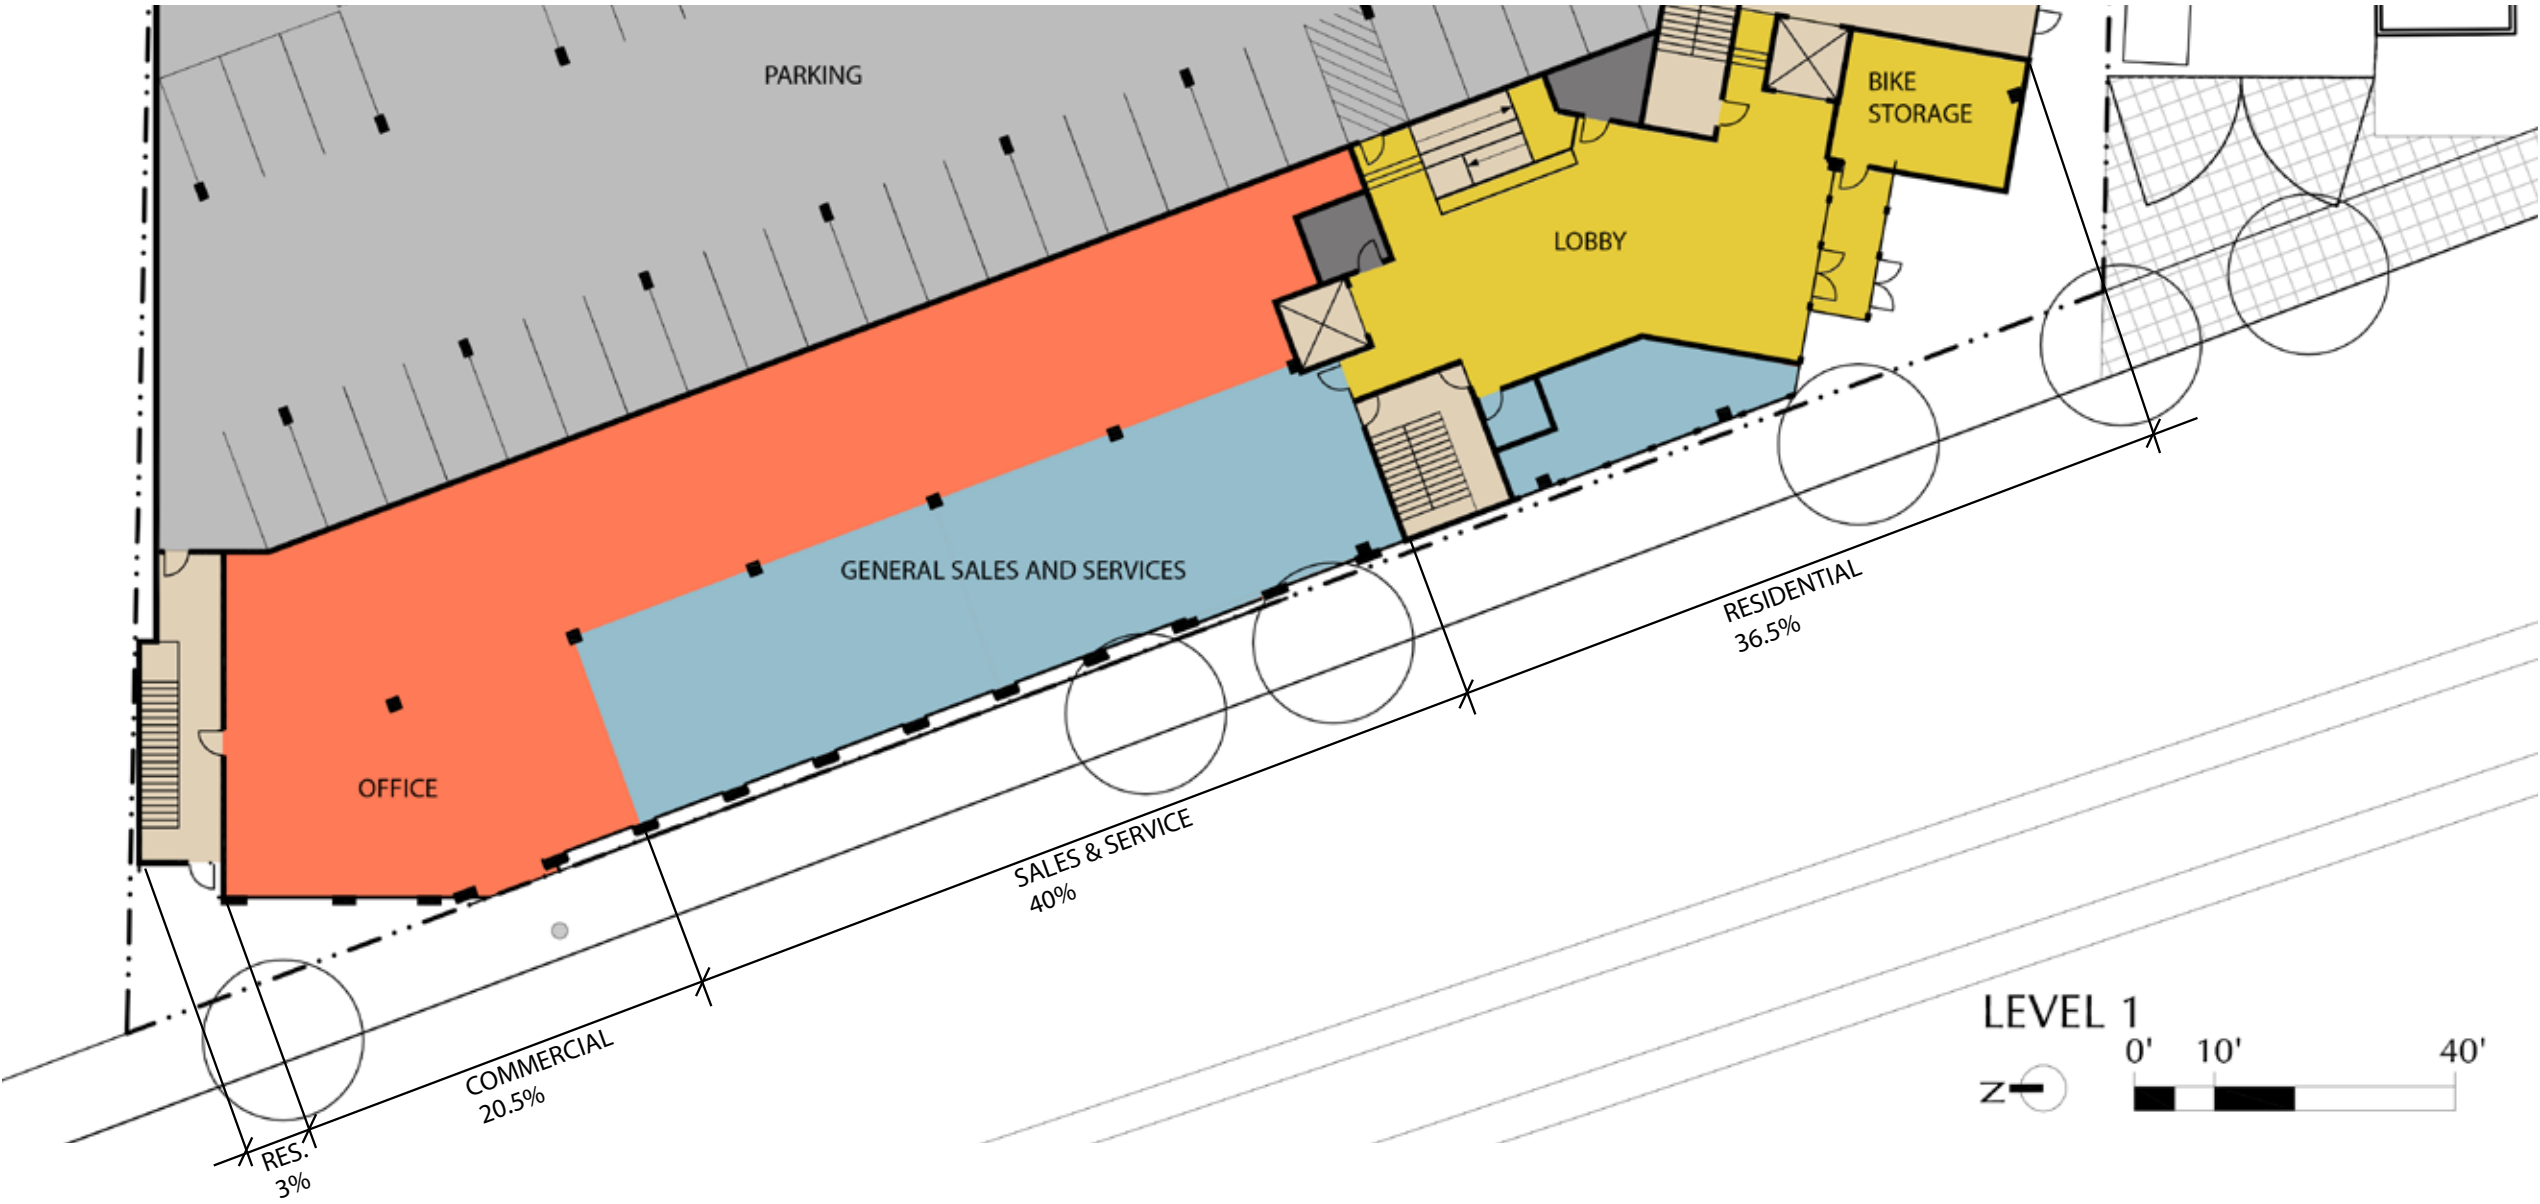 PARKING
BIKE
STORAGE
LOBBY
GENERAL SALES AND SERVICES
OFFICE
RESIDENTIAL
36.5%
SALES & SERVICE
40%
COMMERCIAL
20.5%
RES.
3%
LEVEL 1
0' 10' 40'
Z